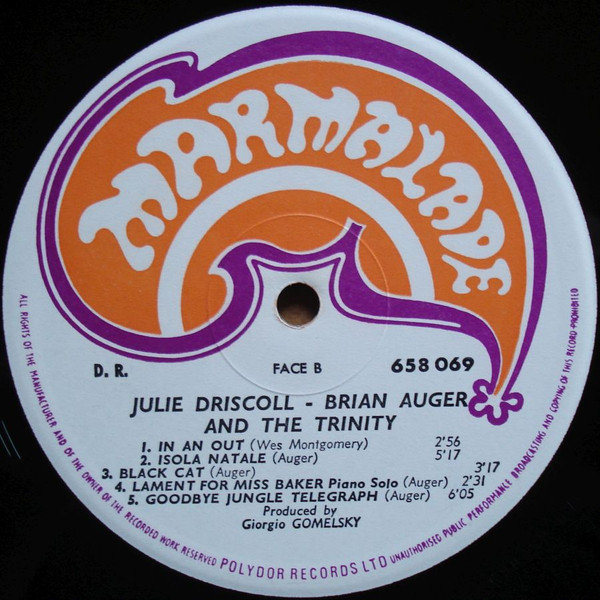 MARMALADE
D. R. FACE B 658 069
JULIE DRISCOLL - BRIAN AUGER
AND THE TRINITY
1. IN AN OUT (Wes Montgomery) 2'56
2. ISOLA NATALE (Auger) 5'17
3. BLACK CAT (Auger) 3'17
4. LAMENT FOR MISS BAKER Piano Solo (Auger) 2'31
5. GOODBYE JUNGLE TELEGRAPH (Auger) 6'05
Produced by
Giorgio GOMELSKY
ALL RIGHTS OF THE MANUFACTURER AND OF THE OWNER OF THE RECORDED WORK RESERVED POLYDOR RECORDS LTD UNAUTHORISED PUBLIC PERFORMANCE BROADCASTING AND COPYING OF THIS RECORD PROHIBITED